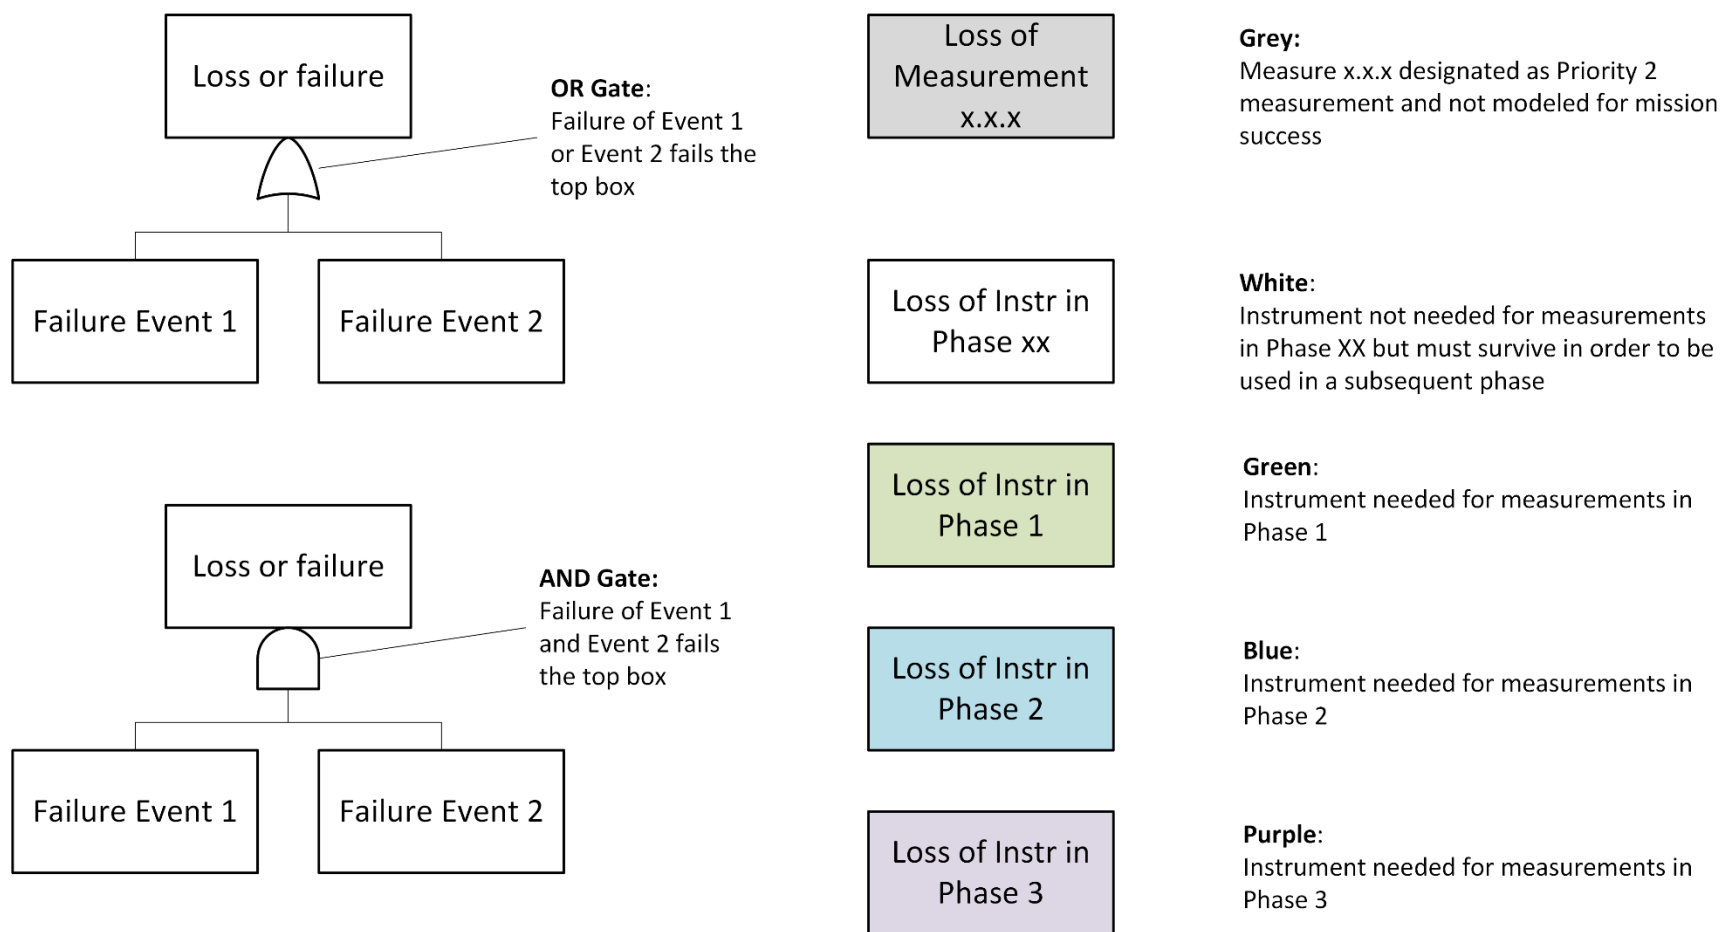 Loss or failure
OR Gate:
Failure of Event 1
or Event 2 fails the
top box
Failure Event 1
Failure Event 2
Loss or failure
AND Gate:
Failure of Event 1
and Event 2 fails
the top box
Failure Event 1
Failure Event 2
Loss of
Measurement
x.x.x
Grey:
Measure x.x.x designated as Priority 2
measurement and not modeled for mission
success
Loss of Instr in
Phase xx
White:
Instrument not needed for measurements
in Phase XX but must survive in order to be
used in a subsequent phase
Loss of Instr in
Phase 1
Green:
Instrument needed for measurements in
Phase 1
Loss of Instr in
Phase 2
Blue:
Instrument needed for measurements in
Phase 2
Loss of Instr in
Phase 3
Purple:
Instrument needed for measurements in
Phase 3